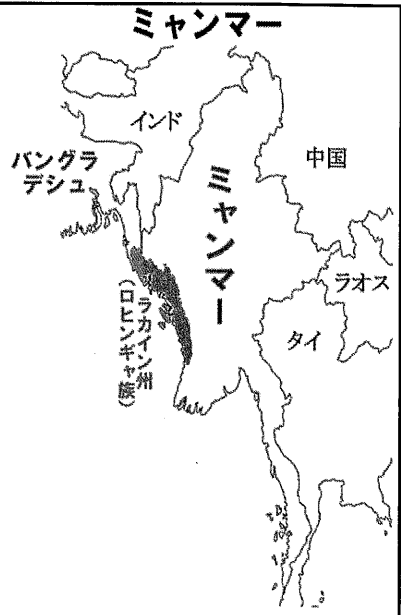 ミャンマー
インド
中国
バングラ
デシュ
ミャンマー
ラオス
タイ
ラカイン州
(ロヒンギャ族)